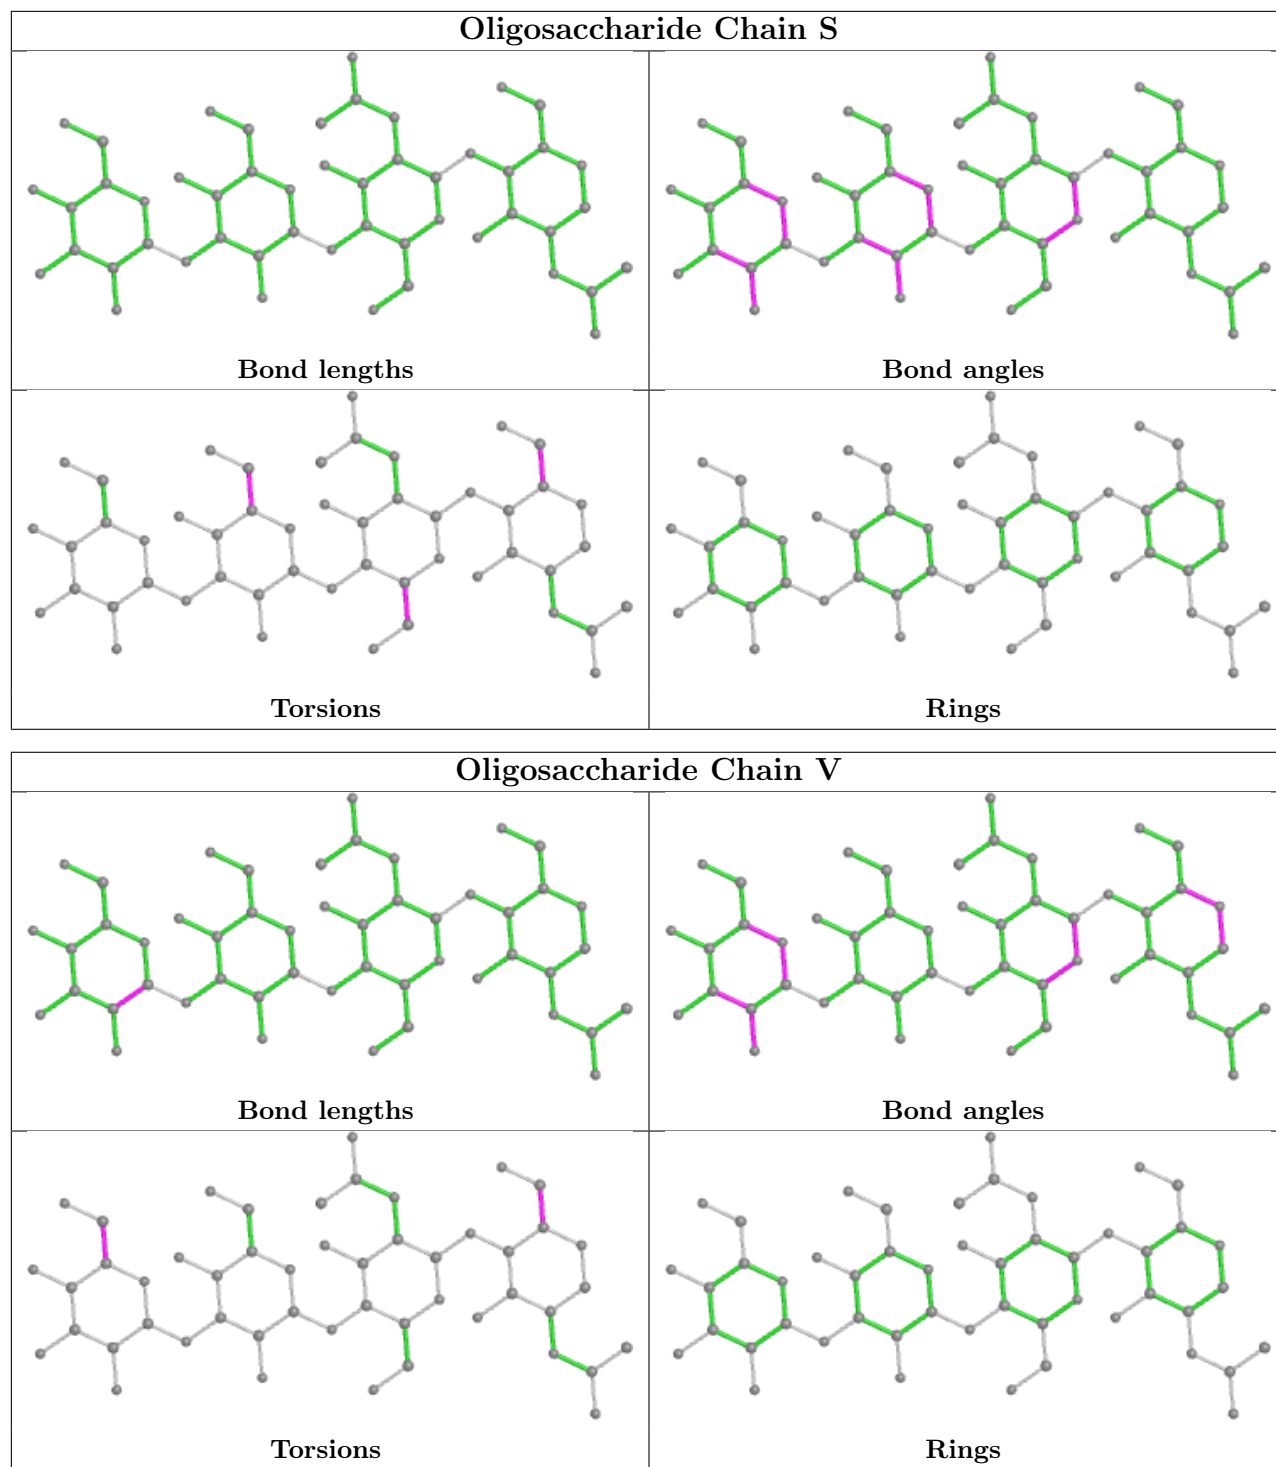 Oligosaccharide Chain S
Bond lengths
Bond angles
Torsions
Rings
Oligosaccharide Chain V
Bond lengths
Bond angles
Torsions
Rings